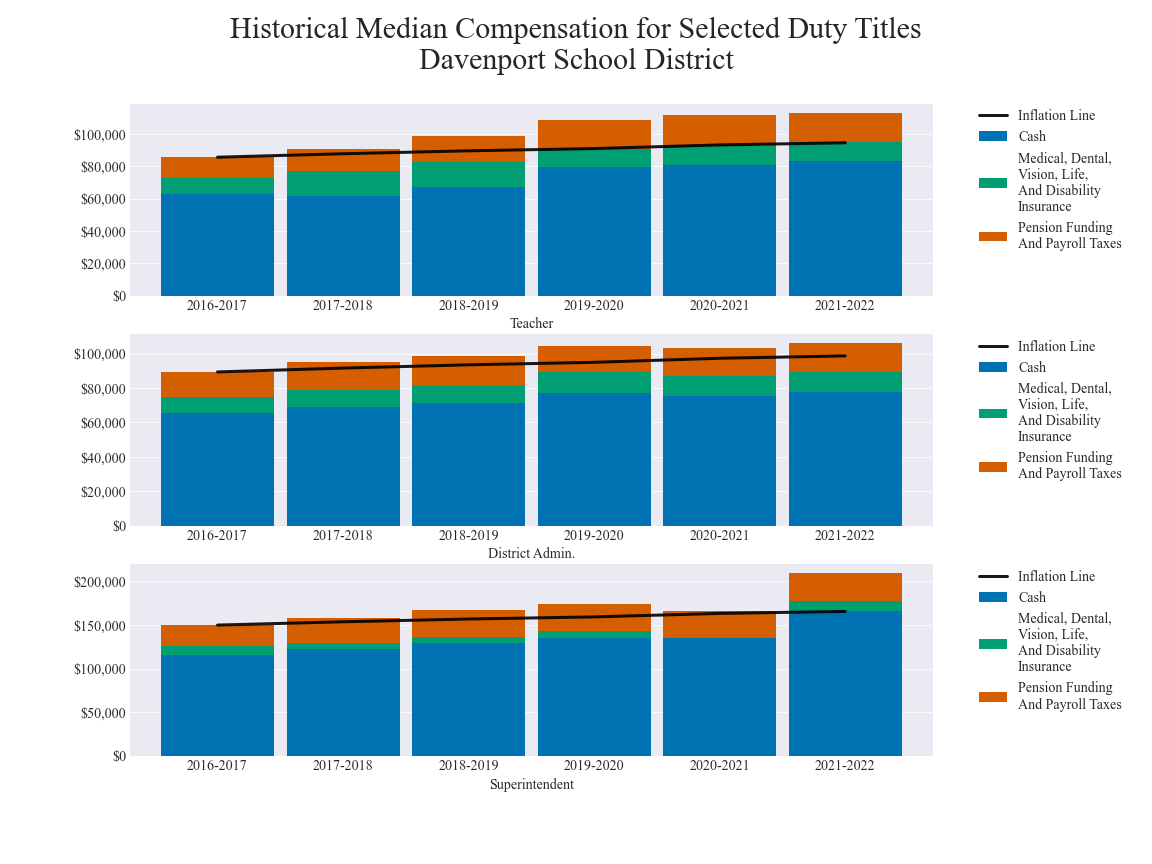 Historical Median Compensation for Selected Duty Titles
Davenport School District
$100,000
$80,000
$60,000
$40,000
$20,000
$0
2016-2017 2017-2018 2018-2019 2019-2020 2020-2021 2021-2022
Teacher
Inflation Line
Cash
Medical, Dental,
Vision, Life,
And Disability
Insurance
Pension Funding
And Payroll Taxes
$100,000
$80,000
$60,000
$40,000
$20,000
$0
2016-2017 2017-2018 2018-2019 2019-2020 2020-2021 2021-2022
District Admin.
Inflation Line
Cash
Medical, Dental,
Vision, Life,
And Disability
Insurance
Pension Funding
And Payroll Taxes
$200,000
$150,000
$100,000
$50,000
$0
2016-2017 2017-2018 2018-2019 2019-2020 2020-2021 2021-2022
Superintendent
Inflation Line
Cash
Medical, Dental,
Vision, Life,
And Disability
Insurance
Pension Funding
And Payroll Taxes